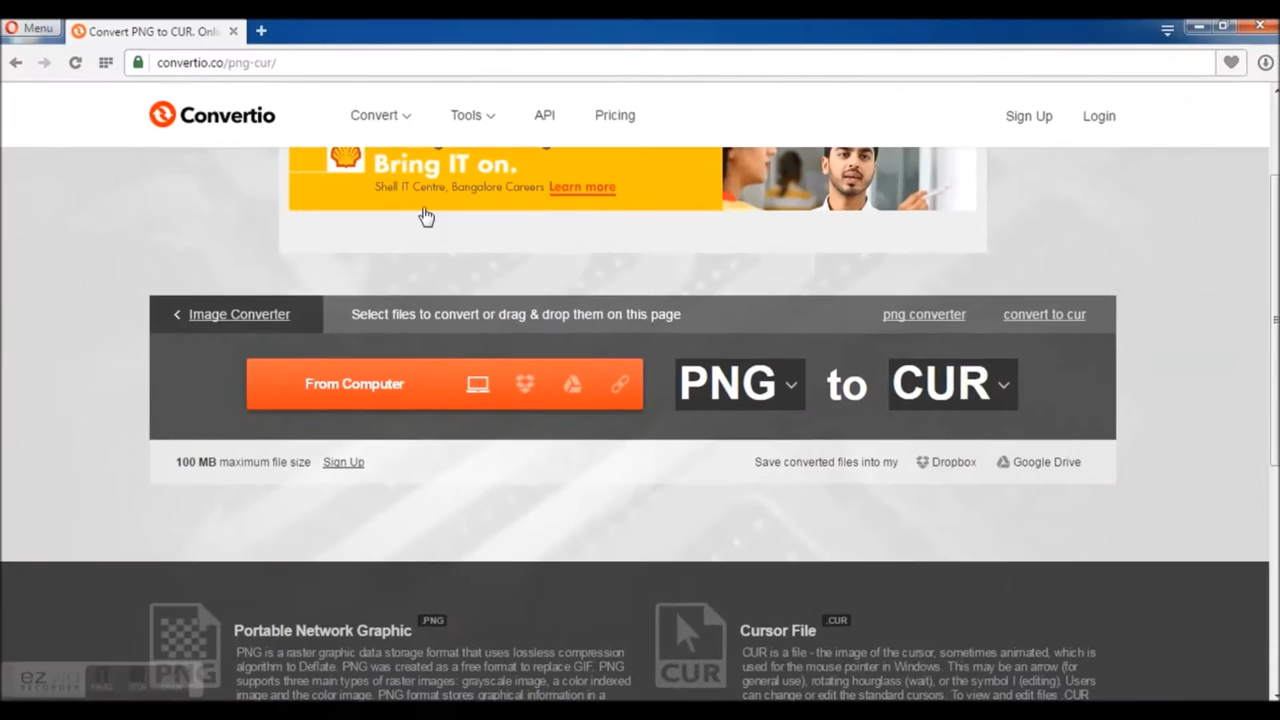 Menu
Convert PNG to CUR. Onli
convertio.co/png-cur/
Convertio
Convert
Tools
API
Pricing
Sign Up
Login
Bring IT on.
Shell IT Centre, Bangalore Careers Learn more
Image Converter
Select files to convert or drag & drop them on this page
png converter
convert to cur
From Computer
PNG to CUR
100 MB maximum file size Sign Up
Save converted files into my Dropbox Google Drive
Portable Network Graphic .PNG
PNG is a raster graphic data storage format that uses lossless compression
algorithm to Deflate. PNG was created as a free format to replace GIF. PNG
supports three main types of raster images: grayscale image, a color indexed
image and the color image. PNG format stores graphical information in a
PNG
Cursor File .CUR
CUR is a file - the image of the cursor, sometimes animated, which is
used for the mouse pointer in Windows. This may be an arrow (for
general use), rotating hourglass (wait), or the symbol I (editing). Users
can change or edit the standard cursors. To view and edit files .CUR
CUR
RECORDER